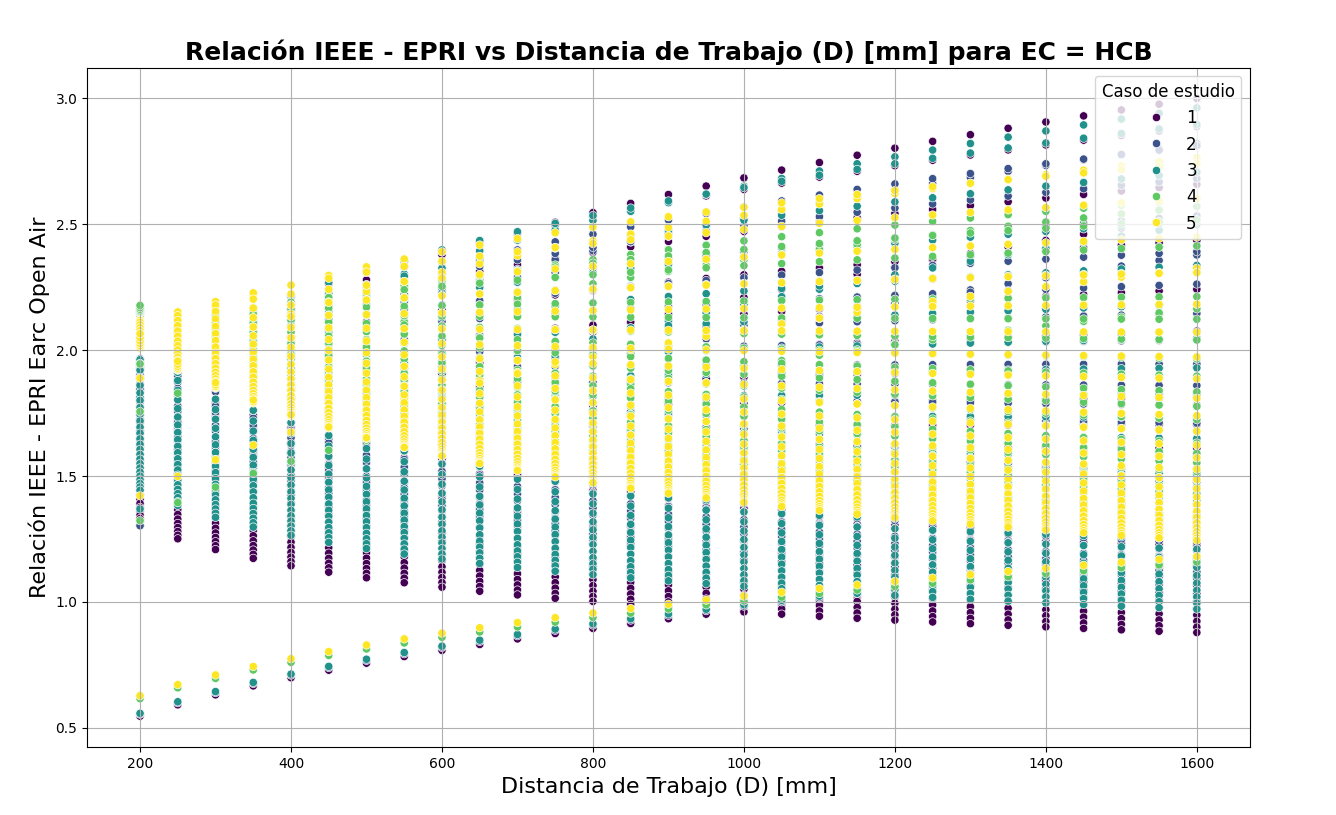 Relación IEEE - EPRI vs Distancia de Trabajo (D) [mm] para EC = HCB
Relación IEEE - EPRI Earc Open Air
3.0
2.5
2.0
1.5
1.0
0.5
Caso de estudio
1
2
3
4
5
200 400 600 800 1000 1200 1400 1600
Distancia de Trabajo (D) [mm]